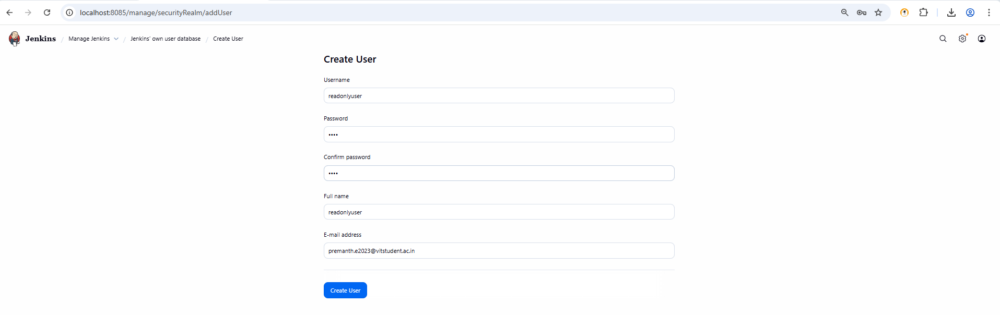 localhost:8085/manage/securityRealm/addUser
Jenkins / Manage Jenkins / Jenkins' own user database / Create User
Create User
Username
readonlyuser
Password
••••
Confirm password
••••
Full name
readonlyuser
E-mail address
premanth.e2023@vitstudent.ac.in
Create User